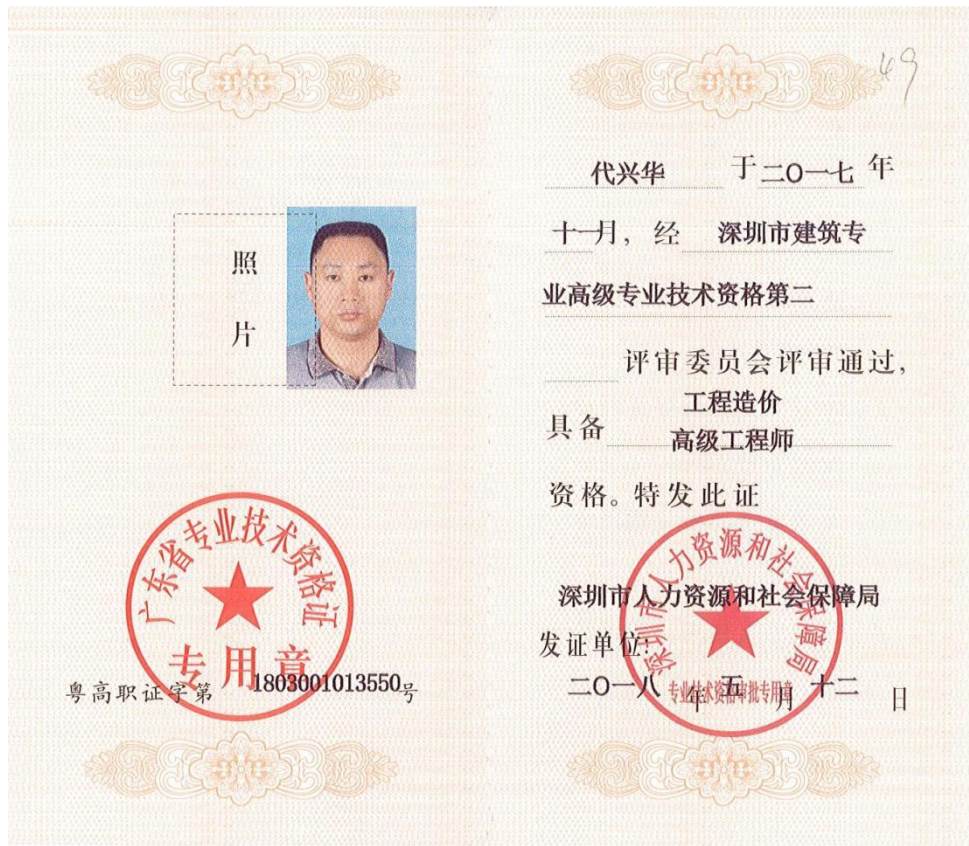 照
片
广东省专业技术资格证
专用章
粤高职证字第 1803001013550号
49
代兴华 于二〇一七 年
十一月，经 深圳市建筑专
业高级专业技术资格第二
评审委员会评审通过，
工程造价
具备
高级工程师
资格。特发此证
深圳市人力资源和社会保障局
深圳市人力资源和社会保障局
发证单位：
二〇一八 年 五 月 十二 日
专业技术资格审批专用章